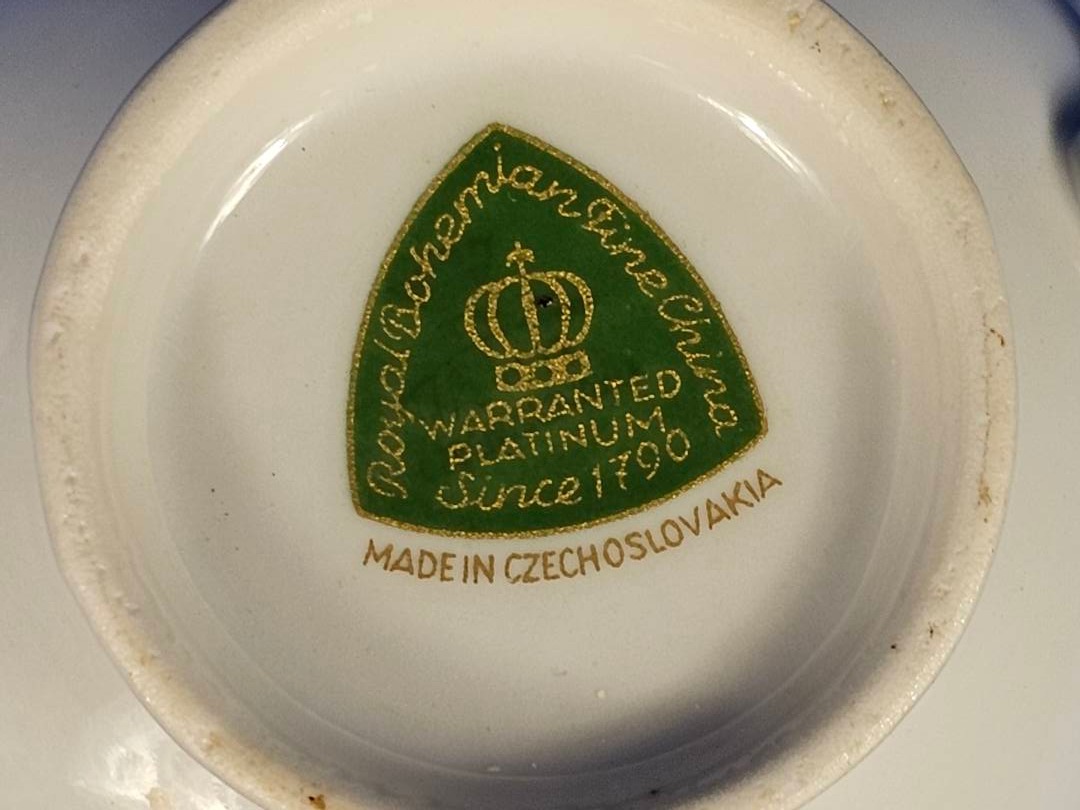 Royal Bohemian Fine China
WARRANTED
PLATINUM
Since 1790
MADE IN CZECHOSLOVAKIA